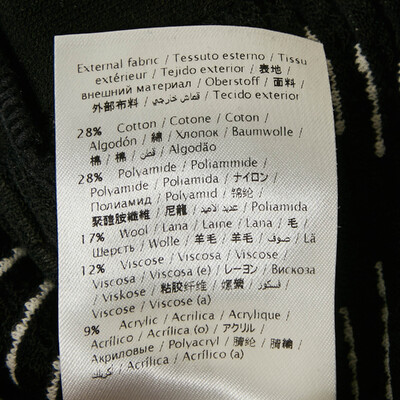 External fabric / Tessuto esterno / Tissu
extérieur / Tejido exterior / 表地 /
внешний материал / Oberstoff / 面料 /
外部布料 / قماش خارجي / Tecido exterior
28% Cotton / Cotone / Coton /
Algodón / 綿 / Хлопок / Baumwolle /
棉 / 棉 / قطن / Algodão
28% Polyamide / Poliammide /
Polyamide / Poliamida / ナイロン /
Полиамид / Polyamid / 锦纶 /
聚醯胺纖維 / 尼龍 / عديد الأميد / Poliamida
17% Wool / Lana / Laine / Lana / 毛 /
Шерсть / Wolle / 羊毛 / 羊毛 / صوف / Lã
12% Viscose / Viscosa / Viscose /
Viscosa / Viscosa (e) / レーヨン / Вискоза
/ Viskose / 粘胶纤维 / 嫘縈 / فسكوز /
Viscose / Viscose (a)
9% Acrylic / Acrilica / Acrylique /
Acrílico / Acrílica (o) / アクリル /
Акриловые / Polyacryl / 腈纶 / 腈綸 /
أكريلك / Acrílica / Acrílico (a)